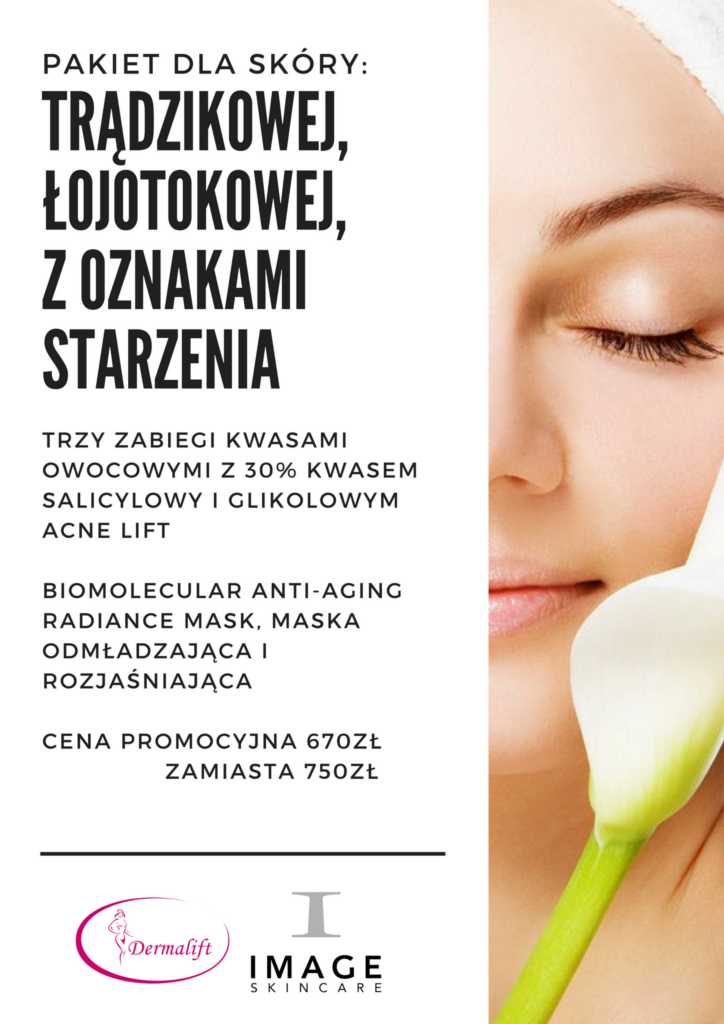 PAKIET DLA SKÓRY:
TRĄDZIKOWEJ,
ŁOJOTOKOWEJ,
Z OZNAKAMI
STARZENIA
TRZY ZABIEGI KWASAMI
OWOCOWYMI Z 30% KWASEM
SALICYLOWY I GLIKOLOWYM
ACNE LIFT
BIOMOLECULAR ANTI-AGING
RADIANCE MASK, MASKA
ODMŁADZAJĄCA I
ROZJAŚNIAJĄCA
CENA PROMOCYJNA 670ZŁ
ZAMIASTA 750ZŁ
Dermalift
I
IMAGE
SKINCARE